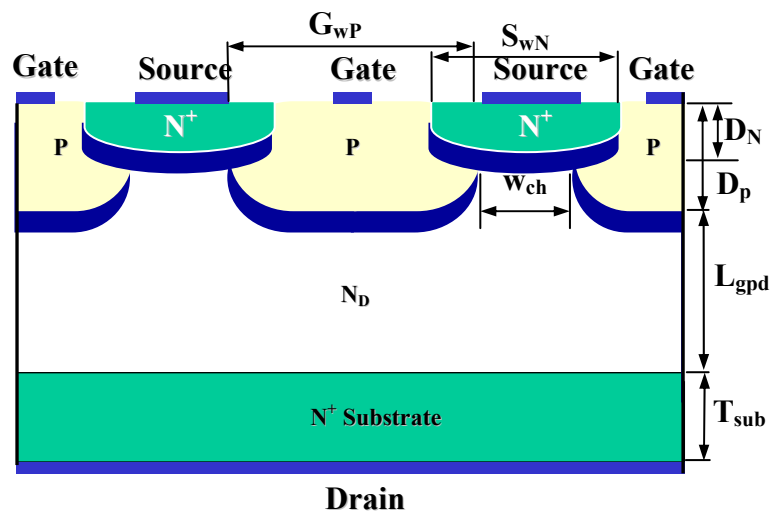 G_wP
S_wN
Gate Source Gate Source Gate
N⁺ N⁺
P P P
D_N
D_p
w_ch
L_gpd
N_D
N⁺ Substrate
T_sub
Drain